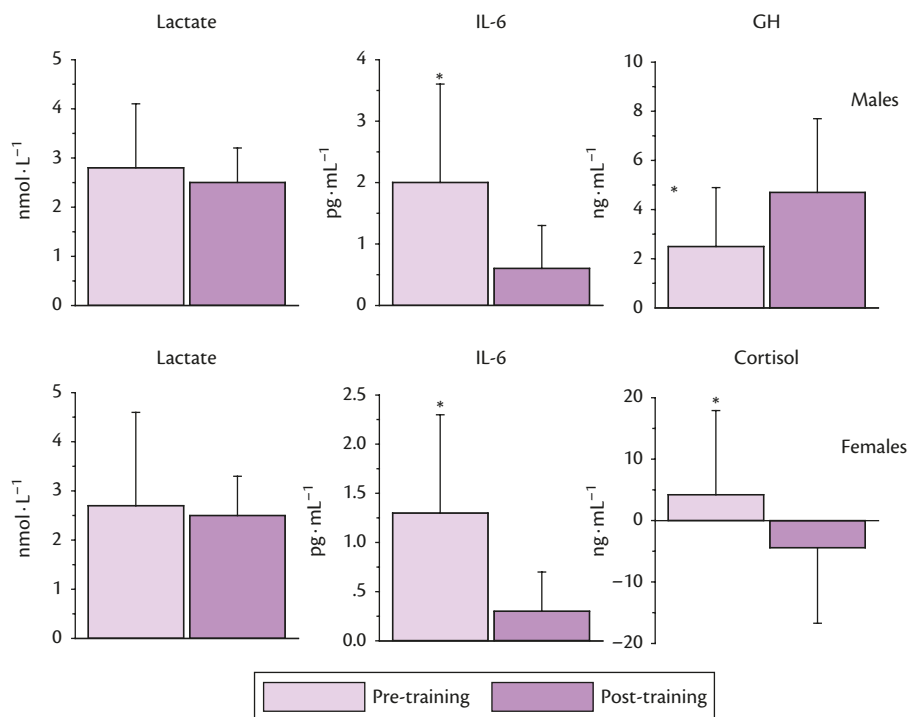 Lactate
IL-6
GH
5
4
3
2
1
0
nmol·L⁻¹
4
3
2
1
0
pg·mL⁻¹
*
10
8
6
4
2
0
ng·mL⁻¹
*
Males
Lactate
IL-6
Cortisol
5
4
3
2
1
0
nmol·L⁻¹
2.5
2.0
1.5
1.2
.5
0.0
pg·mL⁻¹
*
20
10
0
−10
−20
ng·mL⁻¹
*
Females
Pre-training
Post-training